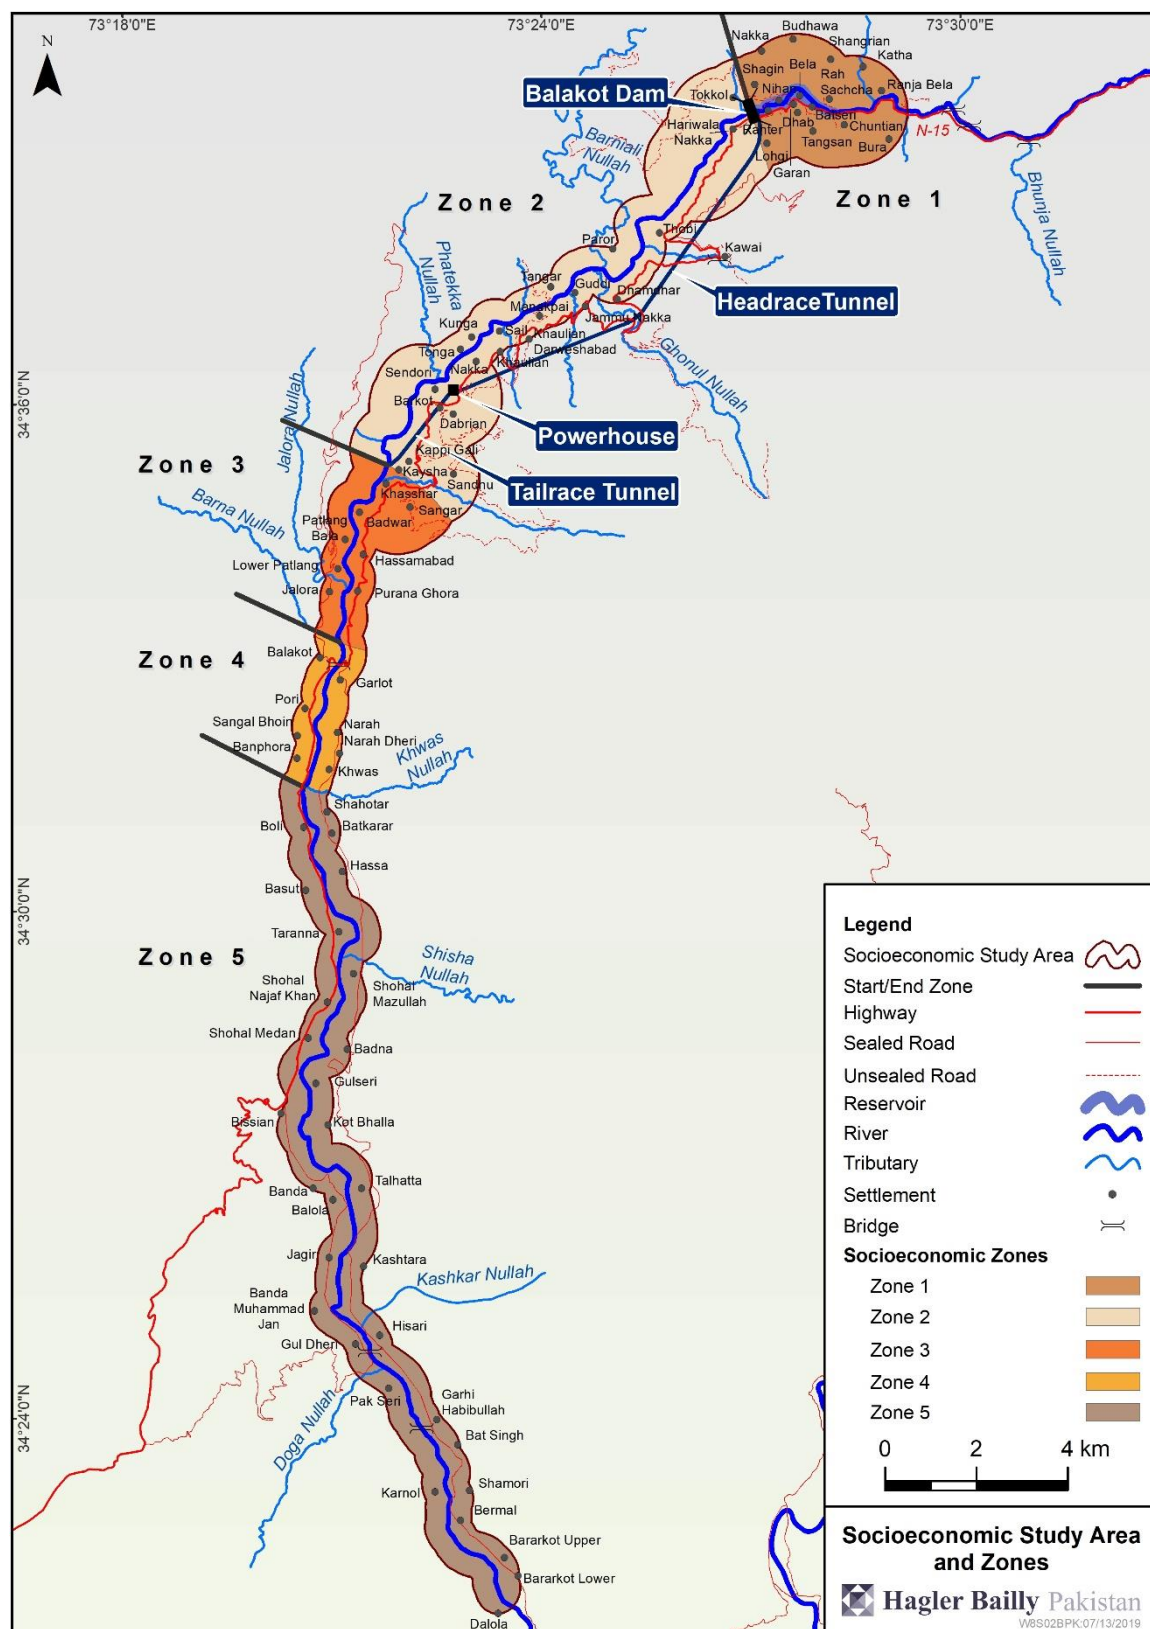 73°18'0"E
73°24'0"E
73°30'0"E
N
Nakka
Budhawa
Shangrian
Katha
Shagin
Bela
Rah
Ranja Bela
Tokkol
Nihan
Sachcha
Balakot Dam
Hariwala
Nakka
Kanter
Dhab
Batseri
Chuntian
N-15
Tangsan
Bura
Lohgi
Garan
Barniali
Nullah
Zone 2
Zone 1
Bhunja Nullah
Paror
Thobi
Kawai
Phatekka
Nullah
Tangar
Guddi
Dhamdhar
Headrace Tunnel
Manakpai
Jammu Nakka
Kunga
Sail
Khaulian
Darweshabad
Tonga
Nakka
Khaulian
Ghonul Nullah
Sendori
Barkot
Dabrian
Powerhouse
34°36'0"N
Jalora Nullah
Zone 3
Kappi Gali
Kaysha
Sandhu
Tailrace Tunnel
Khasshar
Barna Nullah
Sangar
Patlang
Bala
Badwar
Hassamabad
Lower Patlang
Jalora
Purana Ghora
Zone 4
Balakot
Garlot
Pori
Sangal Bhoin
Narah
Narah Dheri
Banphora
Khwas
Khwas
Nullah
Shahotar
Boli
Batkarar
Hassa
Basut
34°30'0"N
Taranna
Zone 5
Shisha
Nullah
Shohal
Najaf Khan
Shohal
Mazullah
Shohal Medan
Badna
Gulseri
Bissian
Kot Bhalla
Banda
Talhatta
Balola
Jagir
Kashtara
Kashkar Nullah
Banda
Muhammad
Jan
Hisari
Gul Dheri
Pak Seri
Garhi
Habibullah
34°24'0"N
Doga Nullah
Bat Singh
Karnol
Shamori
Bermal
Bararkot Upper
Bararkot Lower
Dalola
Legend
Socioeconomic Study Area
Start/End Zone
Highway
Sealed Road
Unsealed Road
Reservoir
River
Tributary
Settlement
Bridge
Socioeconomic Zones
Zone 1
Zone 2
Zone 3
Zone 4
Zone 5
0 2 4 km
Socioeconomic Study Area
and Zones
Hagler Bailly Pakistan
W8S02BPK:07/13/2019